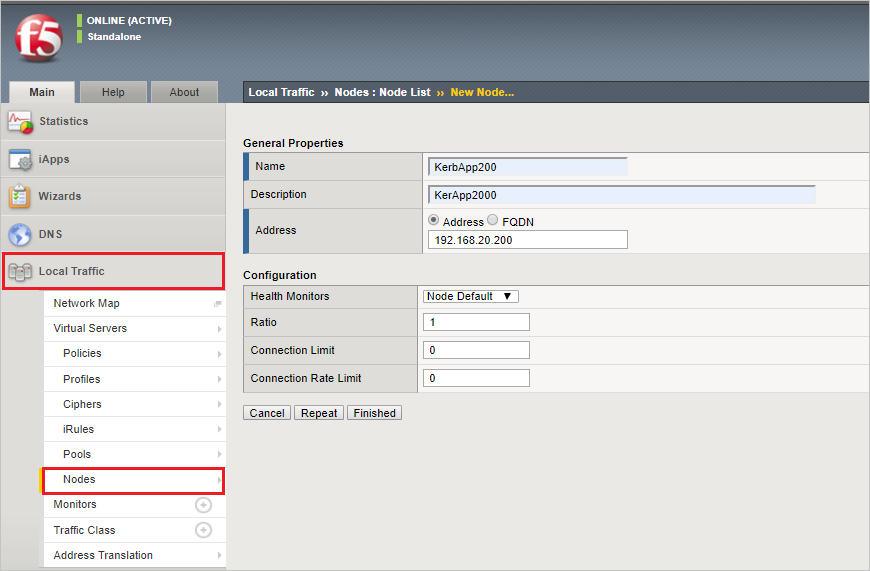 f5
ONLINE (ACTIVE)
Standalone
Main Help About
Local Traffic ›› Nodes : Node List ›› New Node...
Statistics
iApps
Wizards
DNS
Local Traffic
Network Map
Virtual Servers
Policies
Profiles
Ciphers
iRules
Pools
Nodes
Monitors
Traffic Class
Address Translation
General Properties
Name KerbApp200
Description KerApp2000
Address Address FQDN
192.168.20.200
Configuration
Health Monitors Node Default ▼
Ratio 1
Connection Limit 0
Connection Rate Limit 0
Cancel Repeat Finished